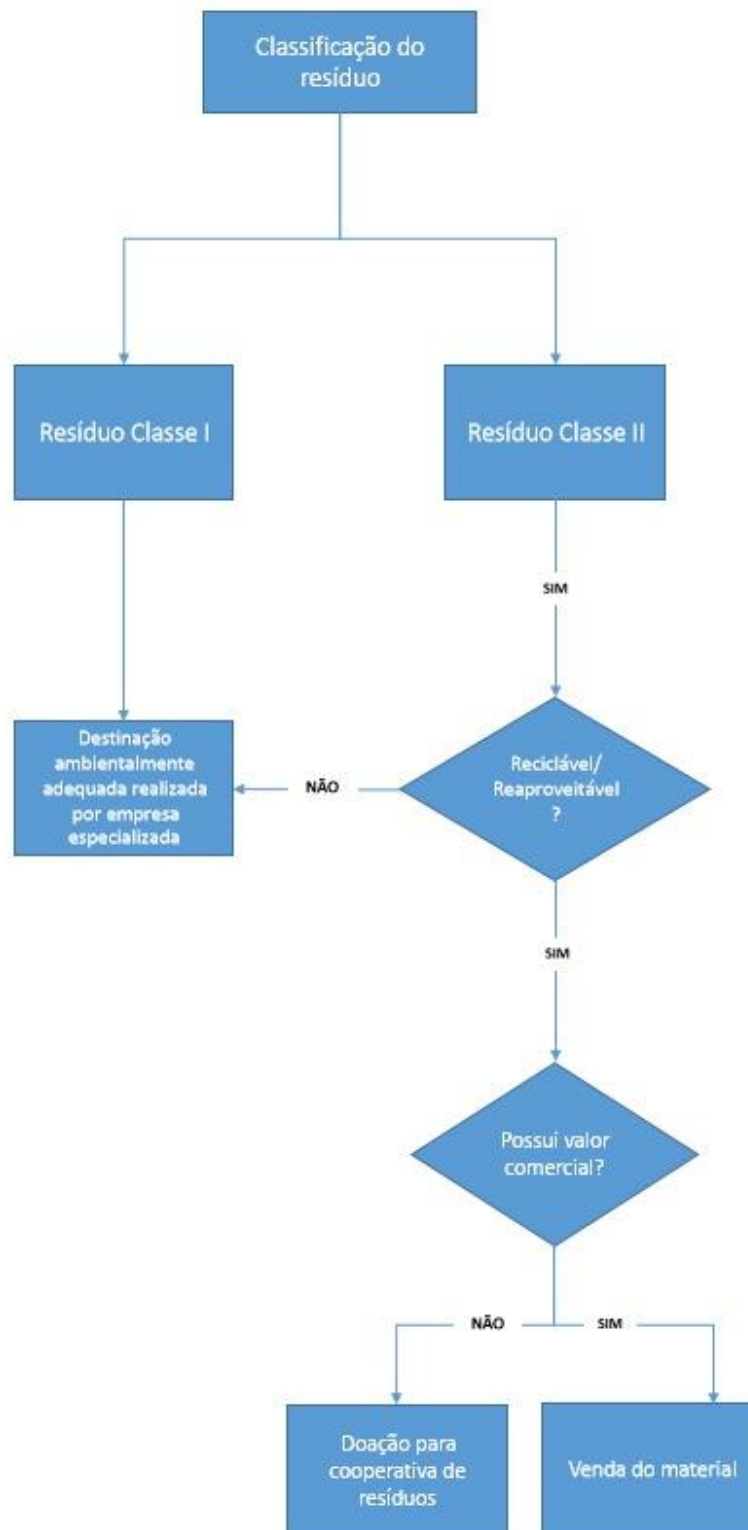 Classificação do
resíduo
Resíduo Classe I
Resíduo Classe II
SIM
Destinação
ambientalmente
adequada realizada
por empresa
especializada
NÃO
Reciclável/
Reaproveitável
?
SIM
Possui valor
comercial?
NÃO
SIM
Doação para
cooperativa de
resíduos
Venda do material